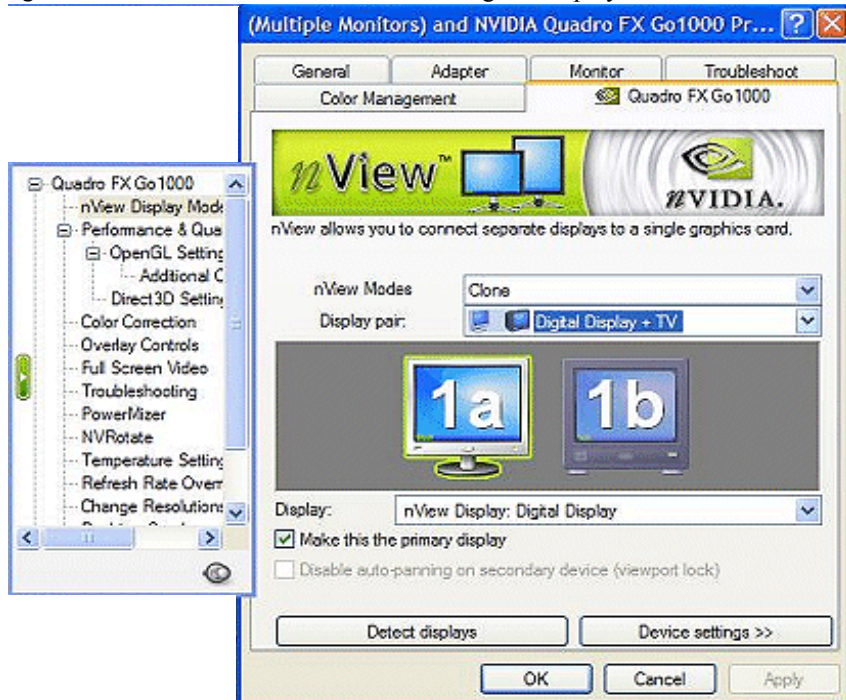 (Multiple Monitors) and NVIDIA Quadro FX Go1000 Pr...
General Adapter Monitor Troubleshoot
Color Management Quadro FX Go1000
nView™ NVIDIA.
nView allows you to connect separate displays to a single graphics card.
nView Modes Clone
Display pair: Digital Display + TV
1a 1b
Display: nView Display: Digital Display
Make this the primary display
Disable auto-panning on secondary device (viewport lock)
Detect displays Device settings >>
OK Cancel Apply
Quadro FX Go1000
nView Display Mode
Performance & Qua
OpenGL Setting
Additional C
Direct3D Setting
Color Correction
Overlay Controls
Full Screen Video
Troubleshooting
PowerMizer
NVRotate
Temperature Setting
Refresh Rate Overr
Change Resolutions